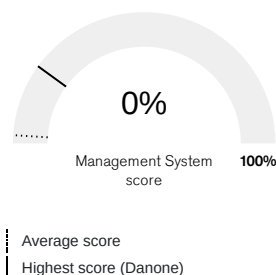 0%
Management System
score
100%
Average score
Highest score (Danone)